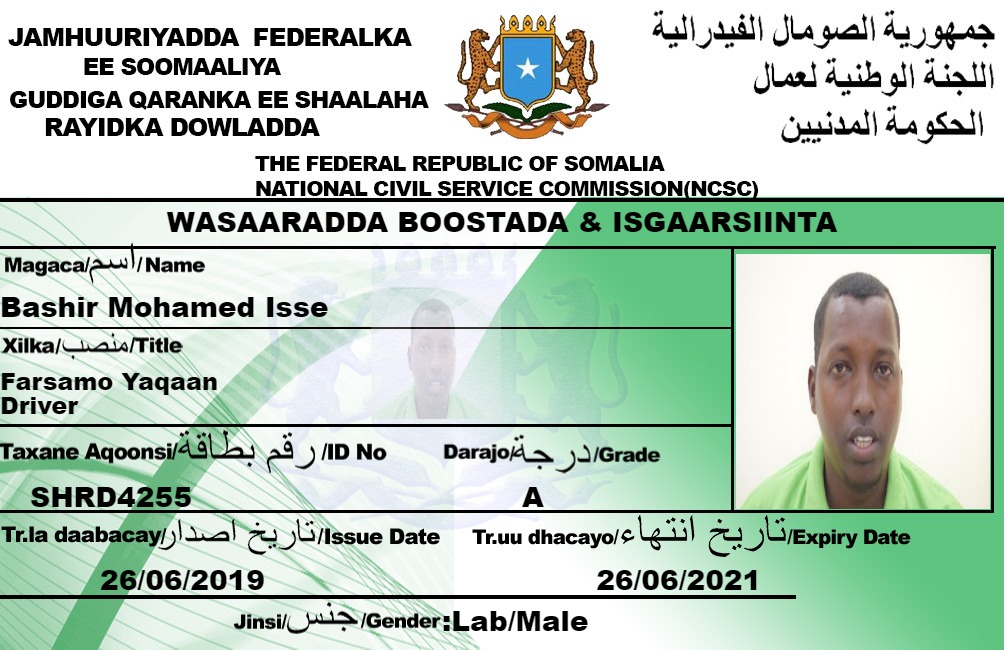 JAMHUURIYADDA FEDERALKA
EE SOOMAALIYA
GUDDIGA QARANKA EE SHAALAHA
RAYIDKA DOWLADDA
جمهورية الصومال الفيدرالية
اللجنة الوطنية لعمال
الحكومة المدنيين
THE FEDERAL REPUBLIC OF SOMALIA
NATIONAL CIVIL SERVICE COMMISSION(NCSC)
WASAARADDA BOOSTADA & ISGAARSIINTA
Magaca/اسم/Name
Bashir Mohamed Isse
Xilka/منصب/Title
Farsamo Yaqaan
Driver
Taxane Aqoonsi/رقم بطاقة/ID No
Darajo/درجة/Grade
SHRD4255
A
Tr.la daabacay/تاريخ اصدار/Issue Date
Tr.uu dhacayo/تاريخ انتهاء/Expiry Date
26/06/2019
26/06/2021
Jinsi/جنس/Gender:Lab/Male